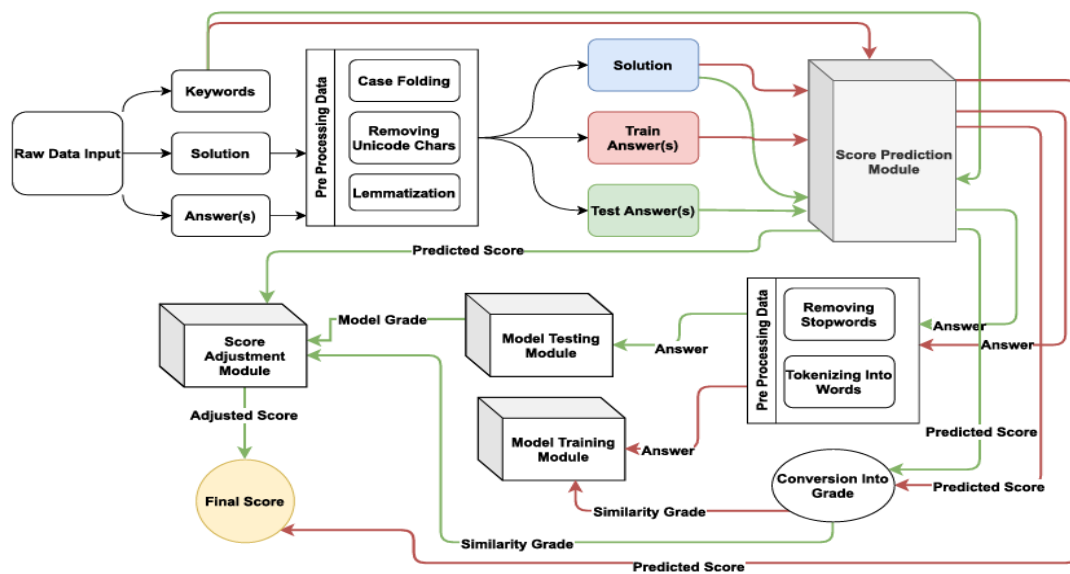 Raw Data Input
Keywords
Solution
Answer(s)
Pre Processing Data
Case Folding
Removing
Unicode Chars
Lemmatization
Solution
Train
Answer(s)
Test Answer(s)
Score Prediction
Module
Predicted Score
Score
Adjustment
Module
Model Grade
Model Testing
Module
Answer
Pre Processing Data
Removing
Stopwords
Tokenizing Into
Words
Answer
Answer
Adjusted Score
Model Training
Module
Answer
Predicted Score
Final Score
Conversion Into
Grade
Predicted Score
Similarity Grade
Similarity Grade
Predicted Score